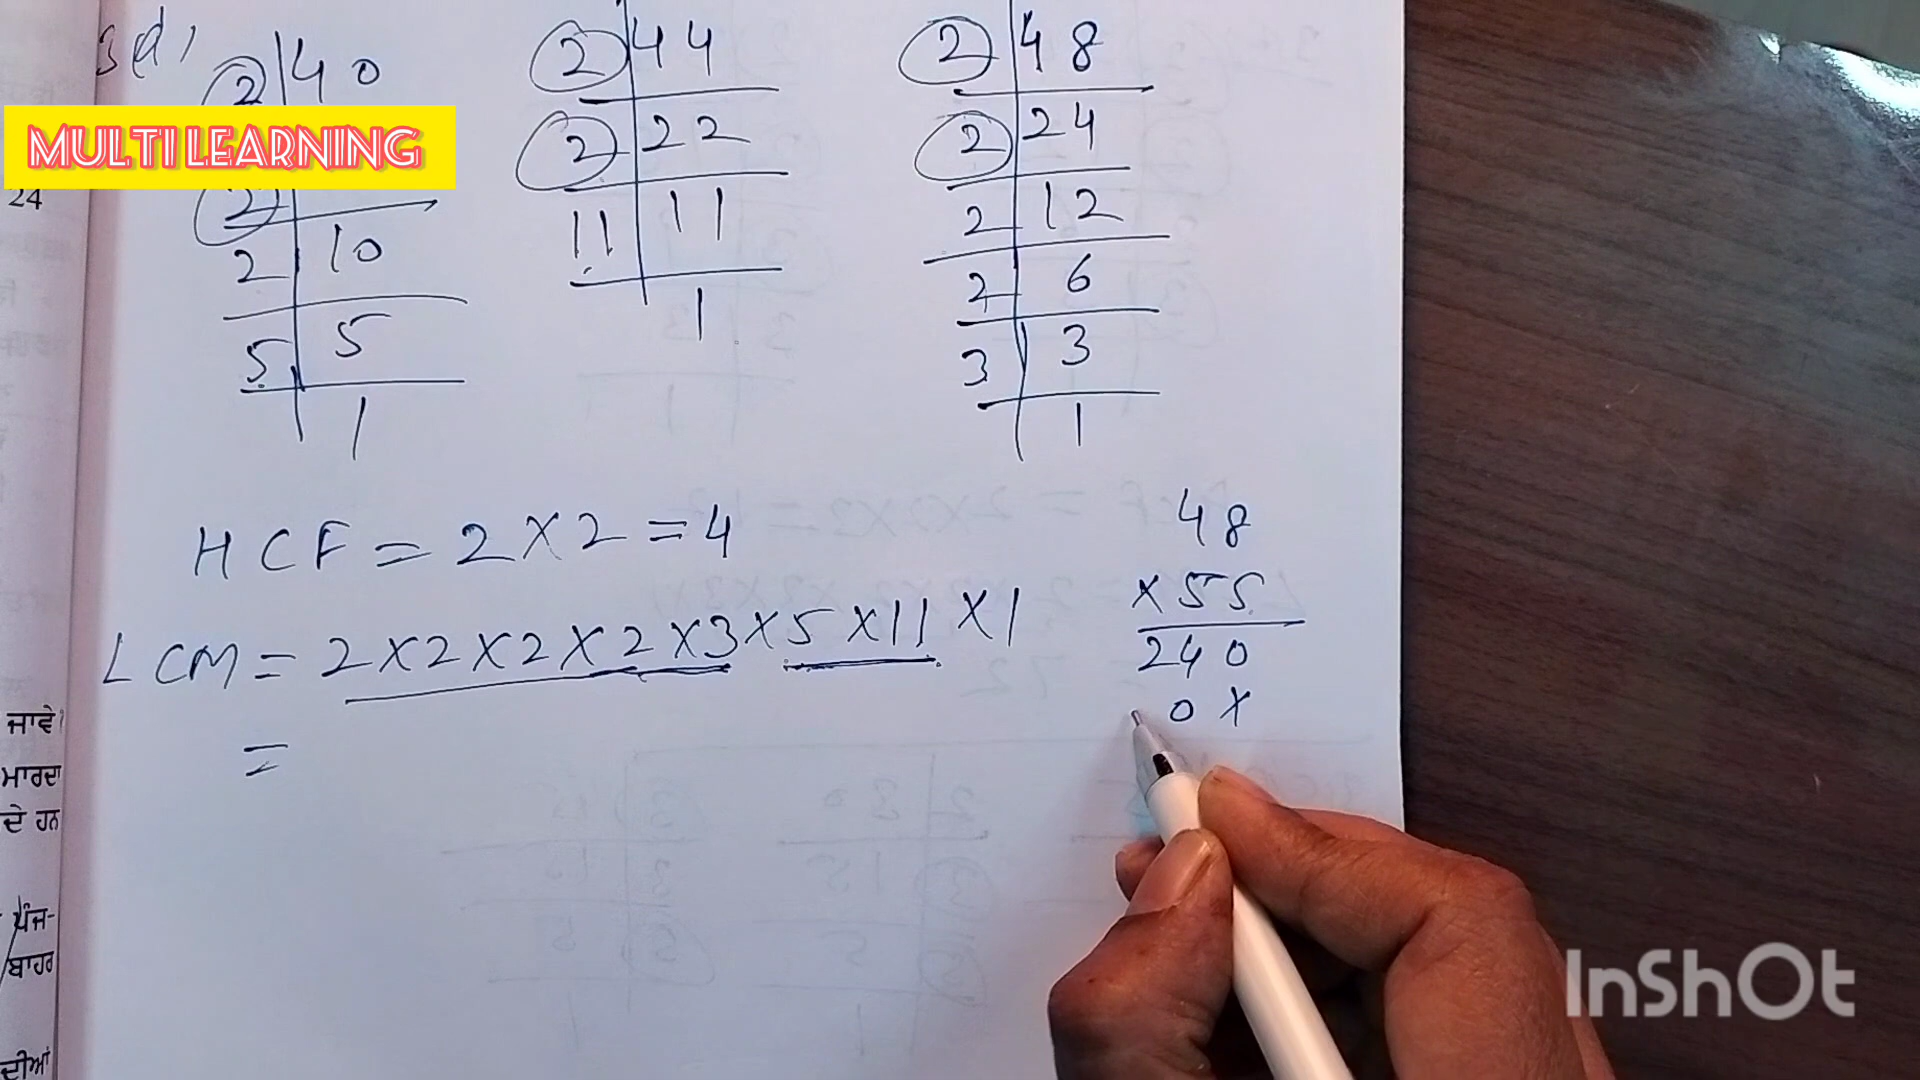 2 | 40
MULTI LEARNING
24
2
2 | 10
5 | 5
1
2 | 44
2 | 22
11 | 11
1
2 | 48
2 | 24
2 | 12
2 | 6
3 | 3
1
HCF = 2 X 2 = 4
LCM = 2 X 2 X 2 X 2 X 3 X 5 X 11 X 1
=
48
X 55
240
0X
ਜਾਵੇ
ਮਾਰਦਾ
ਦੇ ਹਨ
ਪੰਜ-
ਬਾਹਰ
ਦੀਆਂ
InShOt